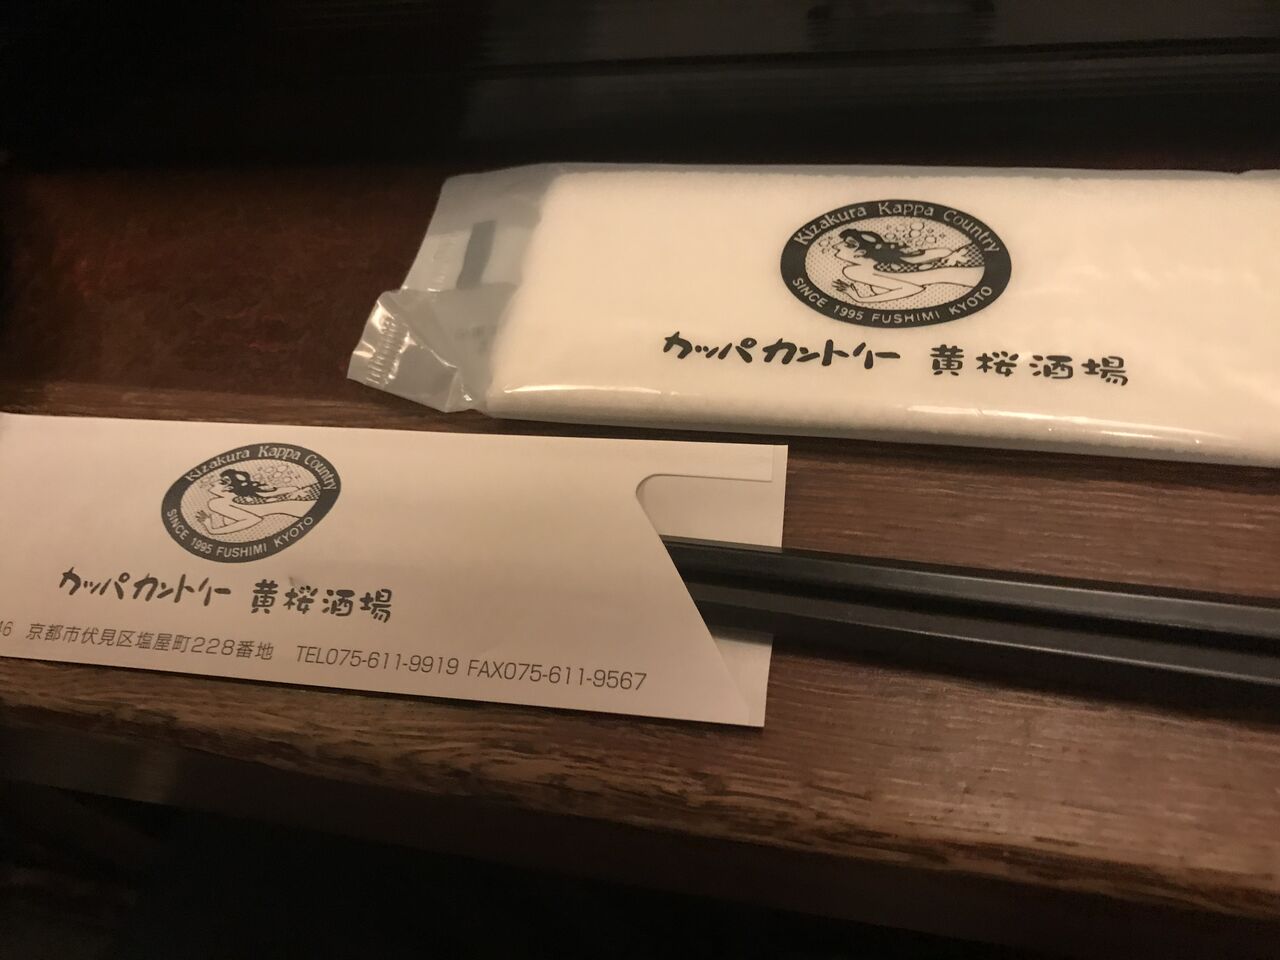 Kizakura Kappa Country
SINCE 1995 FUSHIMI KYOTO
カッパカントリー 黄桜酒場
Kizakura Kappa Country
SINCE 1995 FUSHIMI KYOTO
カッパカントリー 黄桜酒場
46 京都市伏見区塩屋町228番地 TEL075-611-9919 FAX075-611-9567